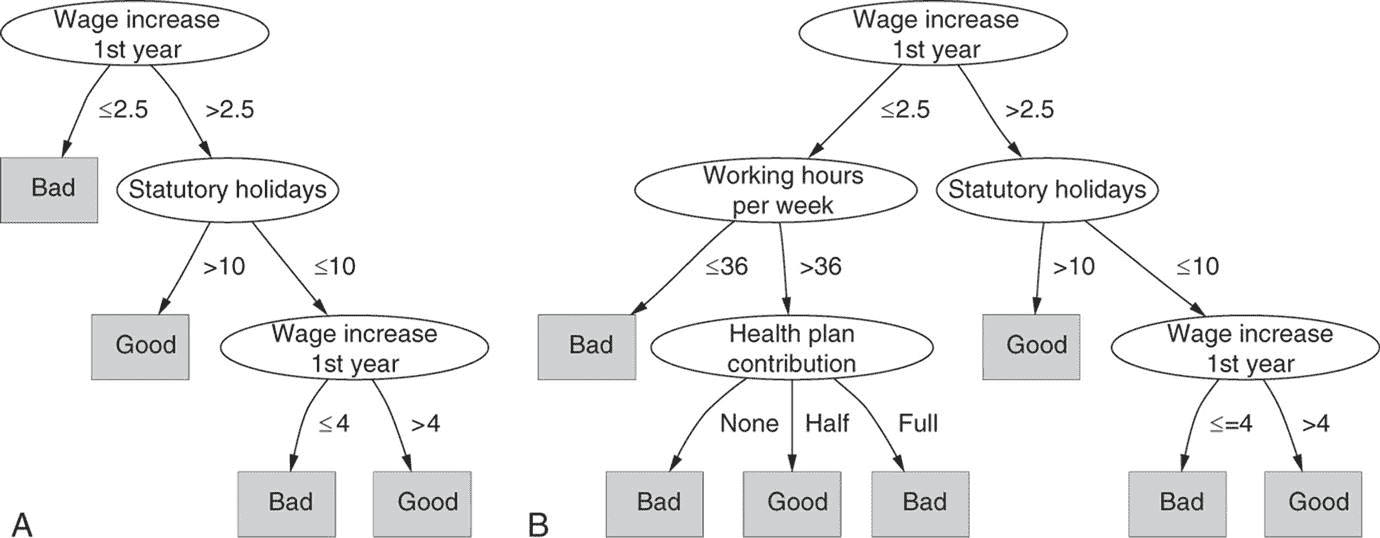 Wage increase
1st year
≤2.5
>2.5
Bad
Statutory holidays
>10
≤10
Good
Wage increase
1st year
≤4
>4
Bad
Good
A
Wage increase
1st year
≤2.5
>2.5
Working hours
per week
Statutory holidays
≤36
>36
>10
≤10
Bad
Health plan
contribution
Good
Wage increase
1st year
None
Half
Full
≤=4
>4
Bad
Good
Bad
Bad
Good
B